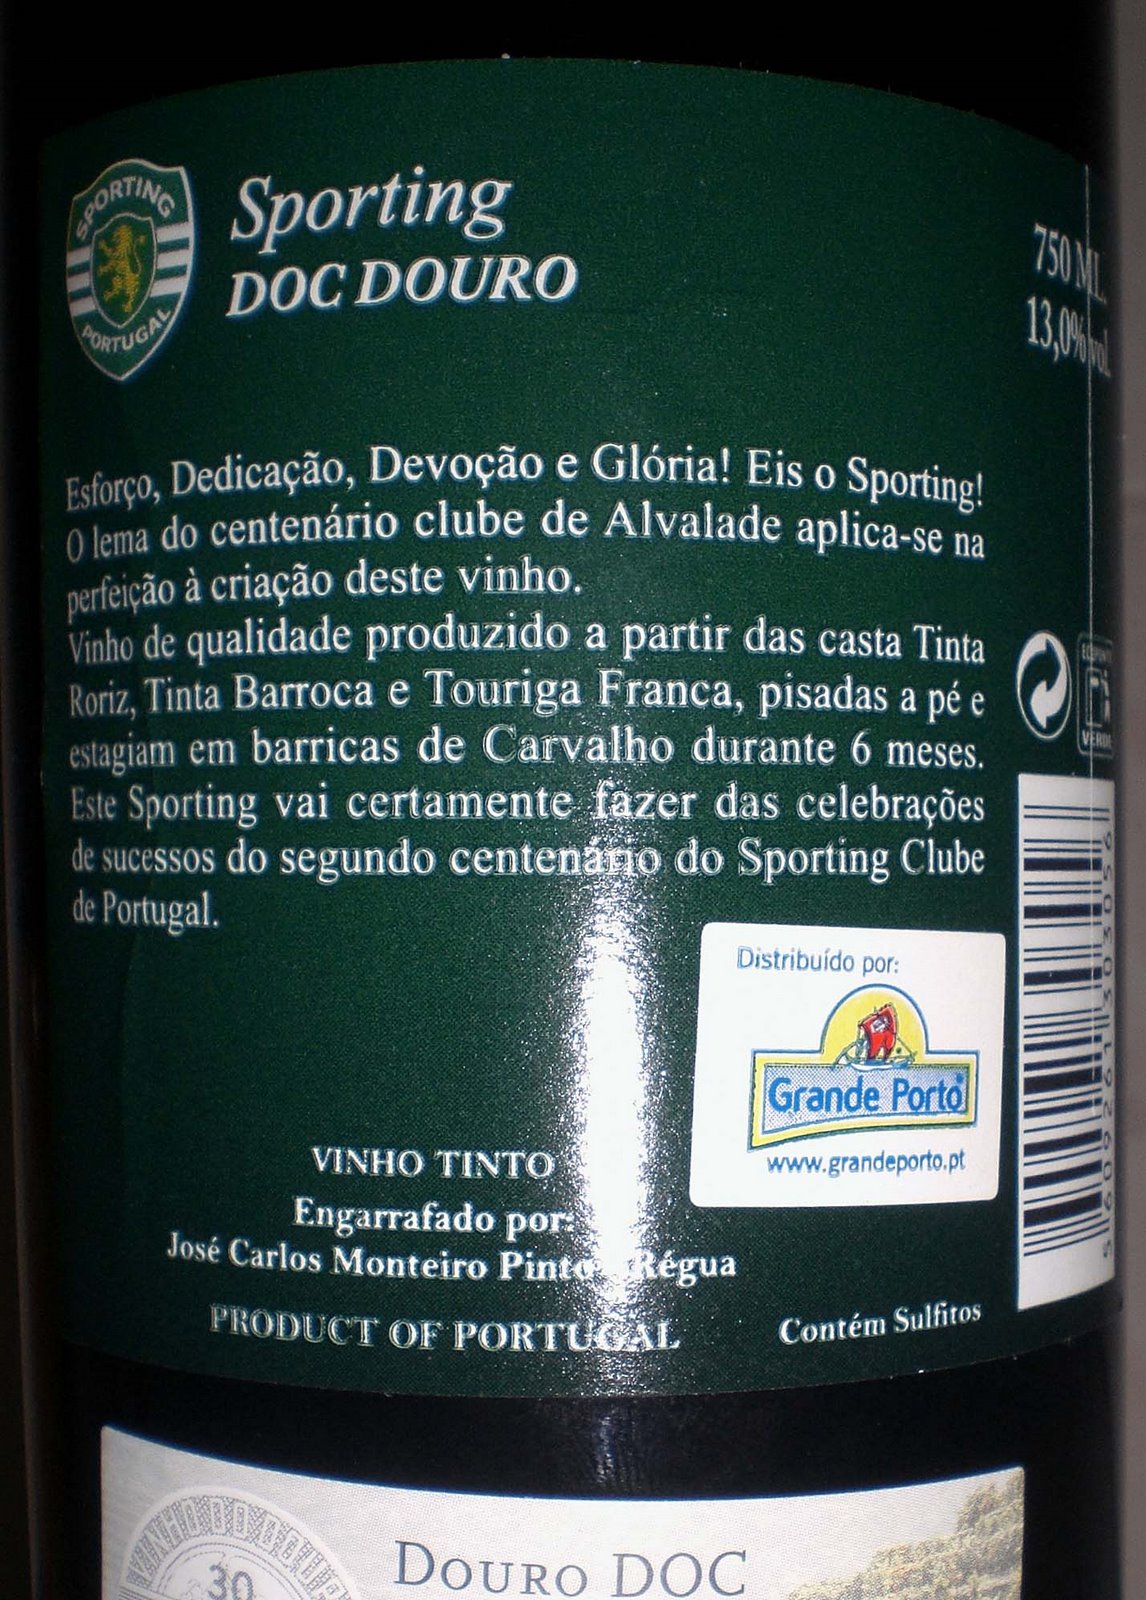 SPORTING
PORTUGAL
Sporting
DOC DOURO
750 ML.
13,0% vol.
Esforço, Dedicação, Devoção e Glória! Eis o Sporting!
O lema do centenário clube de Alvalade aplica-se na
perfeição à criação deste vinho.
Vinho de qualidade produzido a partir das casta Tinta
Roriz, Tinta Barroca e Touriga Franca, pisadas a pé e
estagiam em barricas de Carvalho durante 6 meses.
Este Sporting vai certamente fazer das celebrações
de sucessos do segundo centenário do Sporting Clube
de Portugal.
VERDE
Distribuído por:
Grande Porto
www.grandeporto.pt
VINHO TINTO
Engarrafado por:
José Carlos Monteiro Pinto Régua
PRODUCT OF PORTUGAL
Contém Sulfitos
30
DOURO DOC